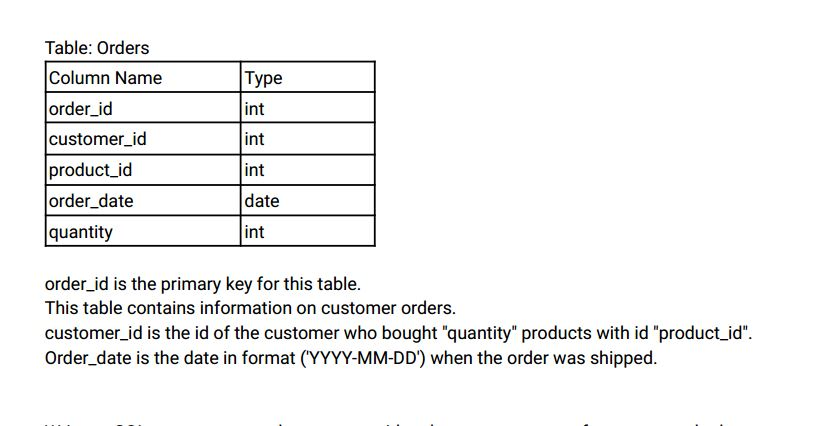 Table: Orders
Column Name Type
order_id int
customer_id int
product_id int
order_date date
quantity int
order_id is the primary key for this table.
This table contains information on customer orders.
customer_id is the id of the customer who bought "quantity" products with id "product_id".
Order_date is the date in format ('YYYY-MM-DD') when the order was shipped.